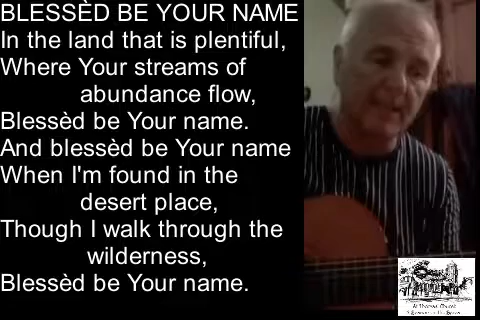 BLESSÈD BE YOUR NAME
In the land that is plentiful,
Where Your streams of
abundance flow,
Blessèd be Your name.
And blessèd be Your name
When I'm found in the
desert place,
Though I walk through the
wilderness,
Blessèd be Your name.